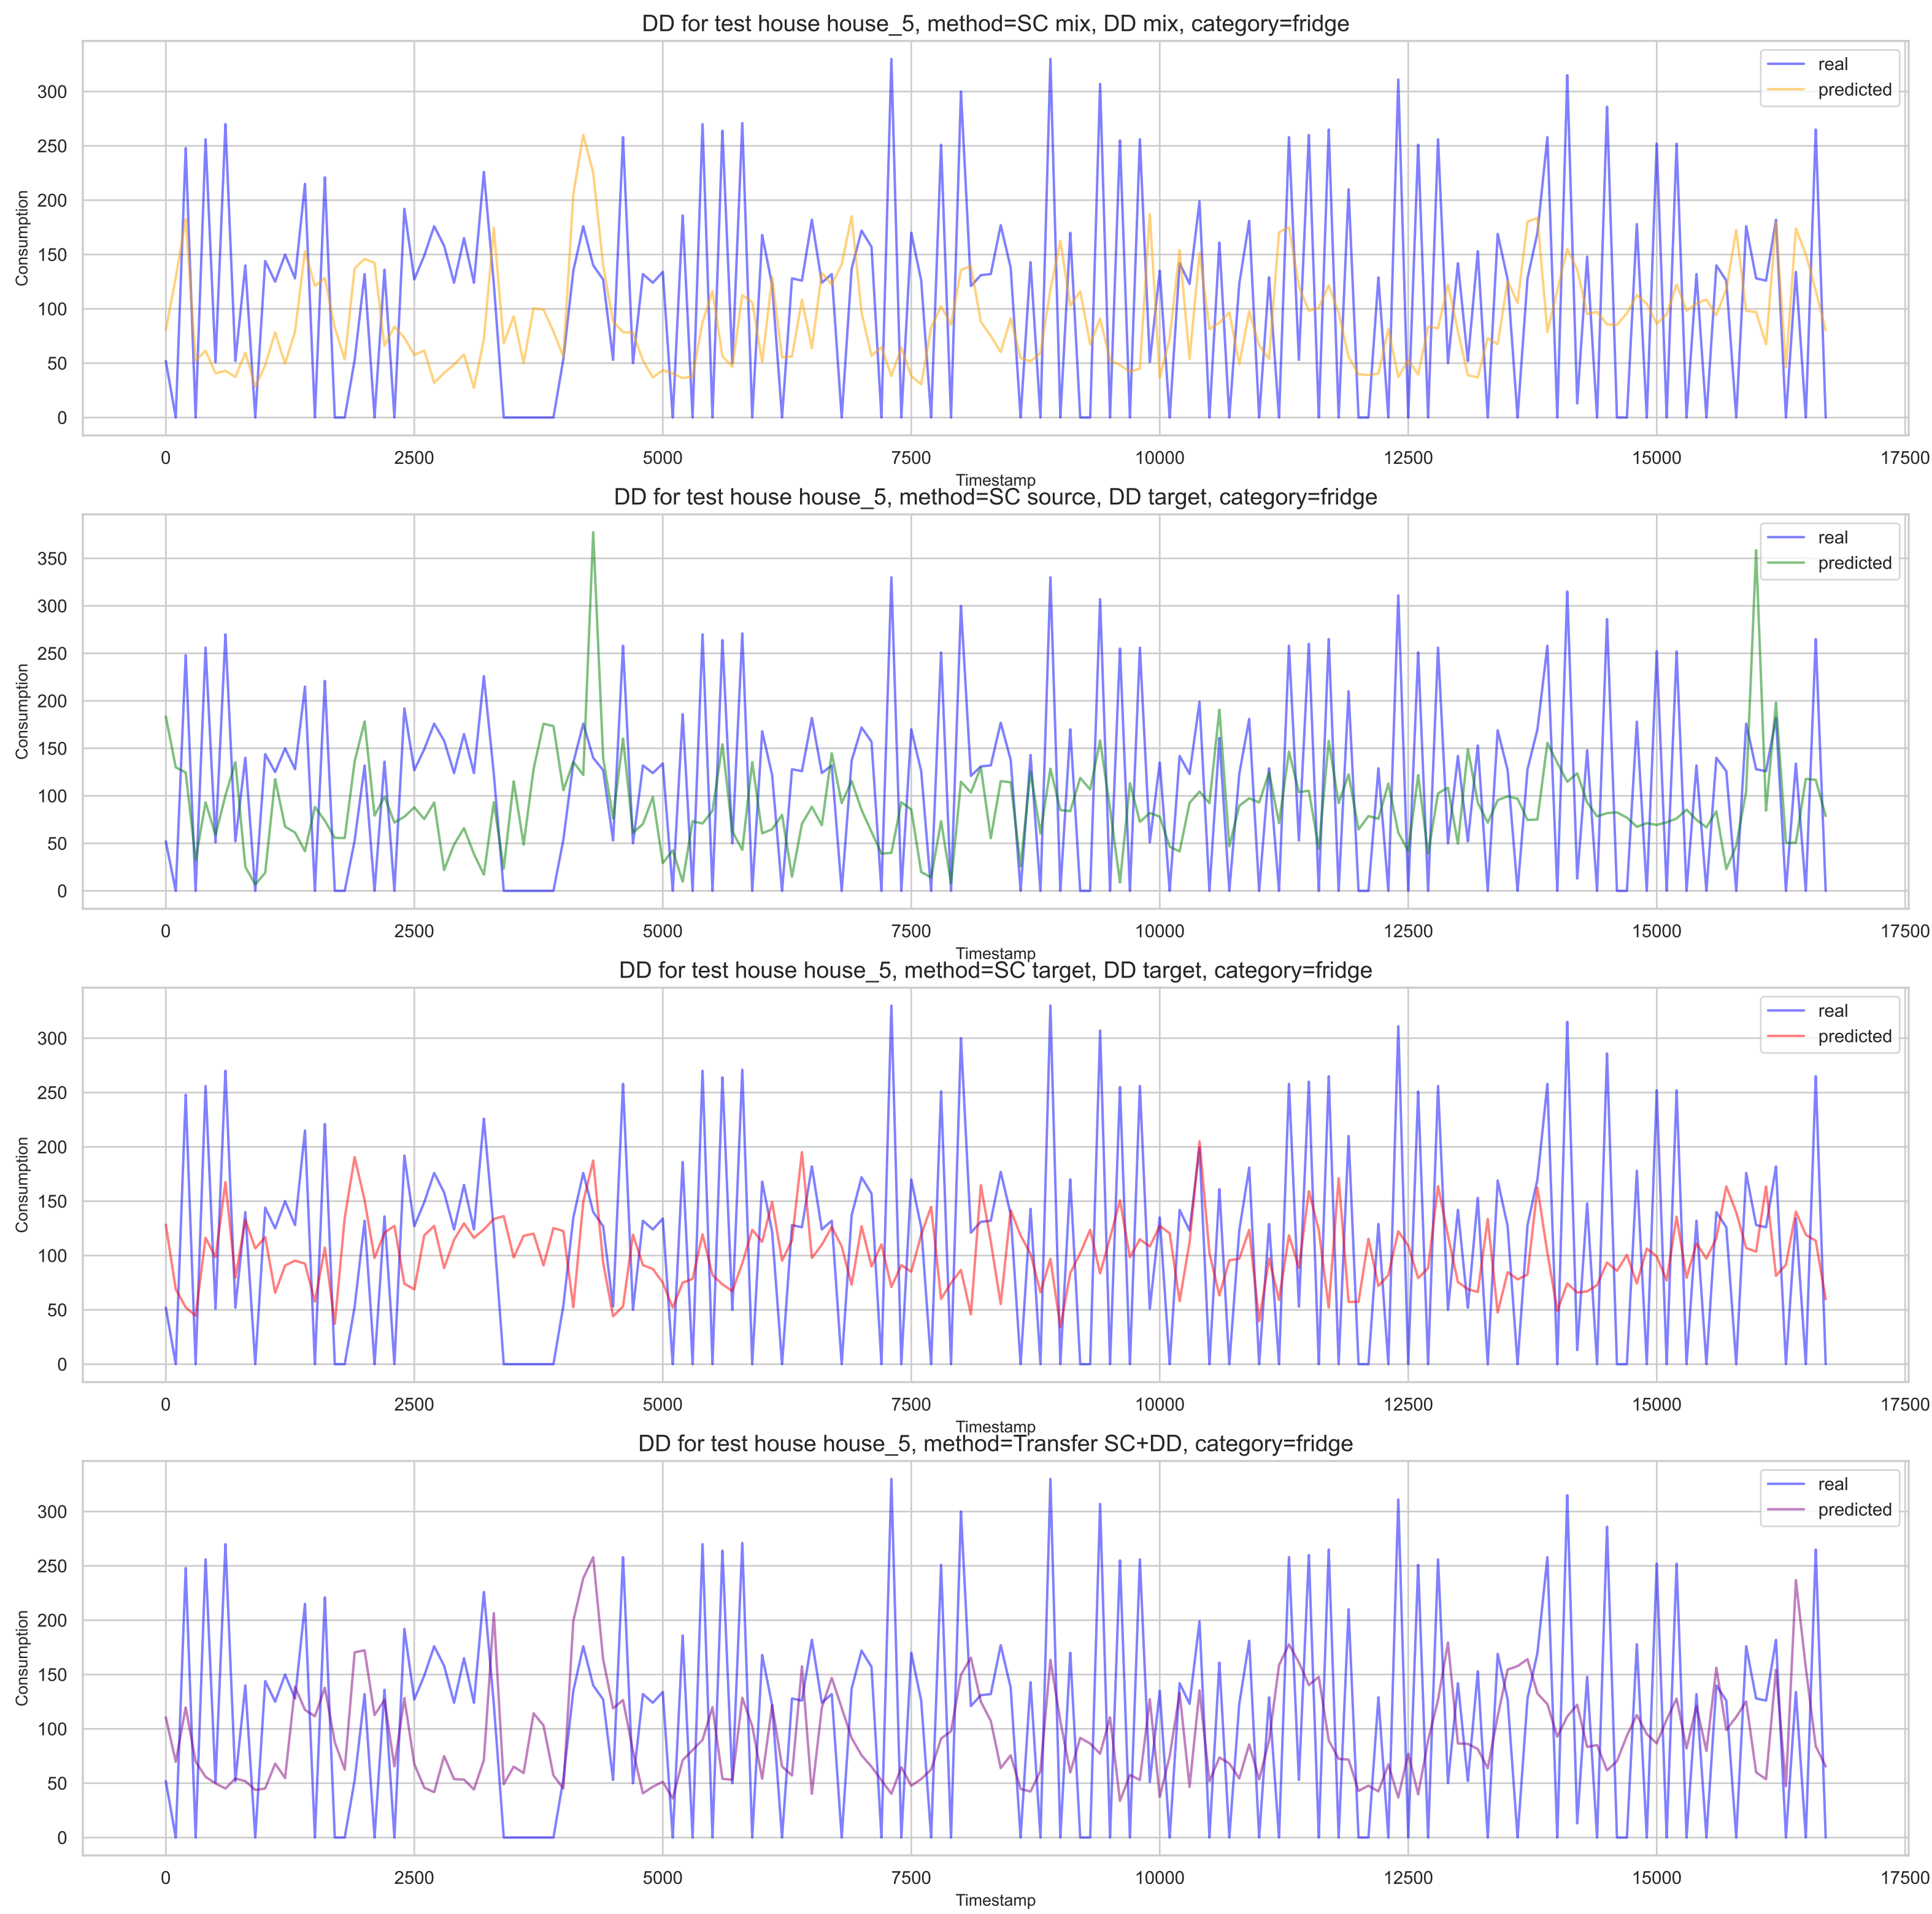 DD for test house house_5, method=SC mix, DD mix, category=fridge
real
predicted
Consumption
300
250
200
150
100
50
0
0 2500 5000 7500 10000 12500 15000 17500
Timestamp
DD for test house house_5, method=SC source, DD target, category=fridge
real
predicted
Consumption
350
300
250
200
150
100
50
0
0 2500 5000 7500 10000 12500 15000 17500
Timestamp
DD for test house house_5, method=SC target, DD target, category=fridge
real
predicted
Consumption
300
250
200
150
100
50
0
0 2500 5000 7500 10000 12500 15000 17500
Timestamp
DD for test house house_5, method=Transfer SC+DD, category=fridge
real
predicted
Consumption
300
250
200
150
100
50
0
0 2500 5000 7500 10000 12500 15000 17500
Timestamp